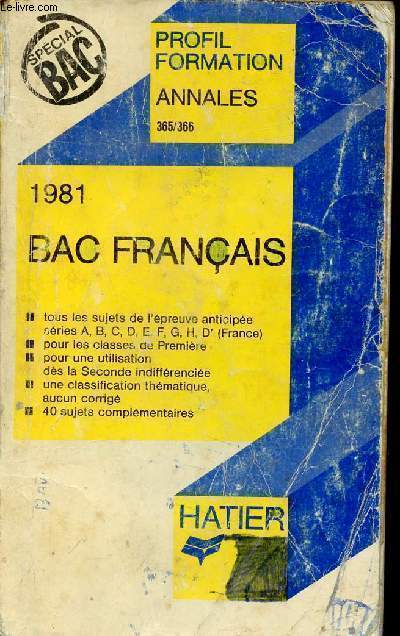 www.Le-livre.com
SPECIAL
BAC
PROFIL
FORMATION
ANNALES
365/366
1981
BAC FRANÇAIS
tous les sujets de l'épreuve anticipée
séries A, B, C, D, E, F, G, H, D' (France)
pour les classes de Première
pour une utilisation
dès la Seconde indifférenciée
une classification thématique,
aucun corrigé
40 sujets complémentaires
HATIER